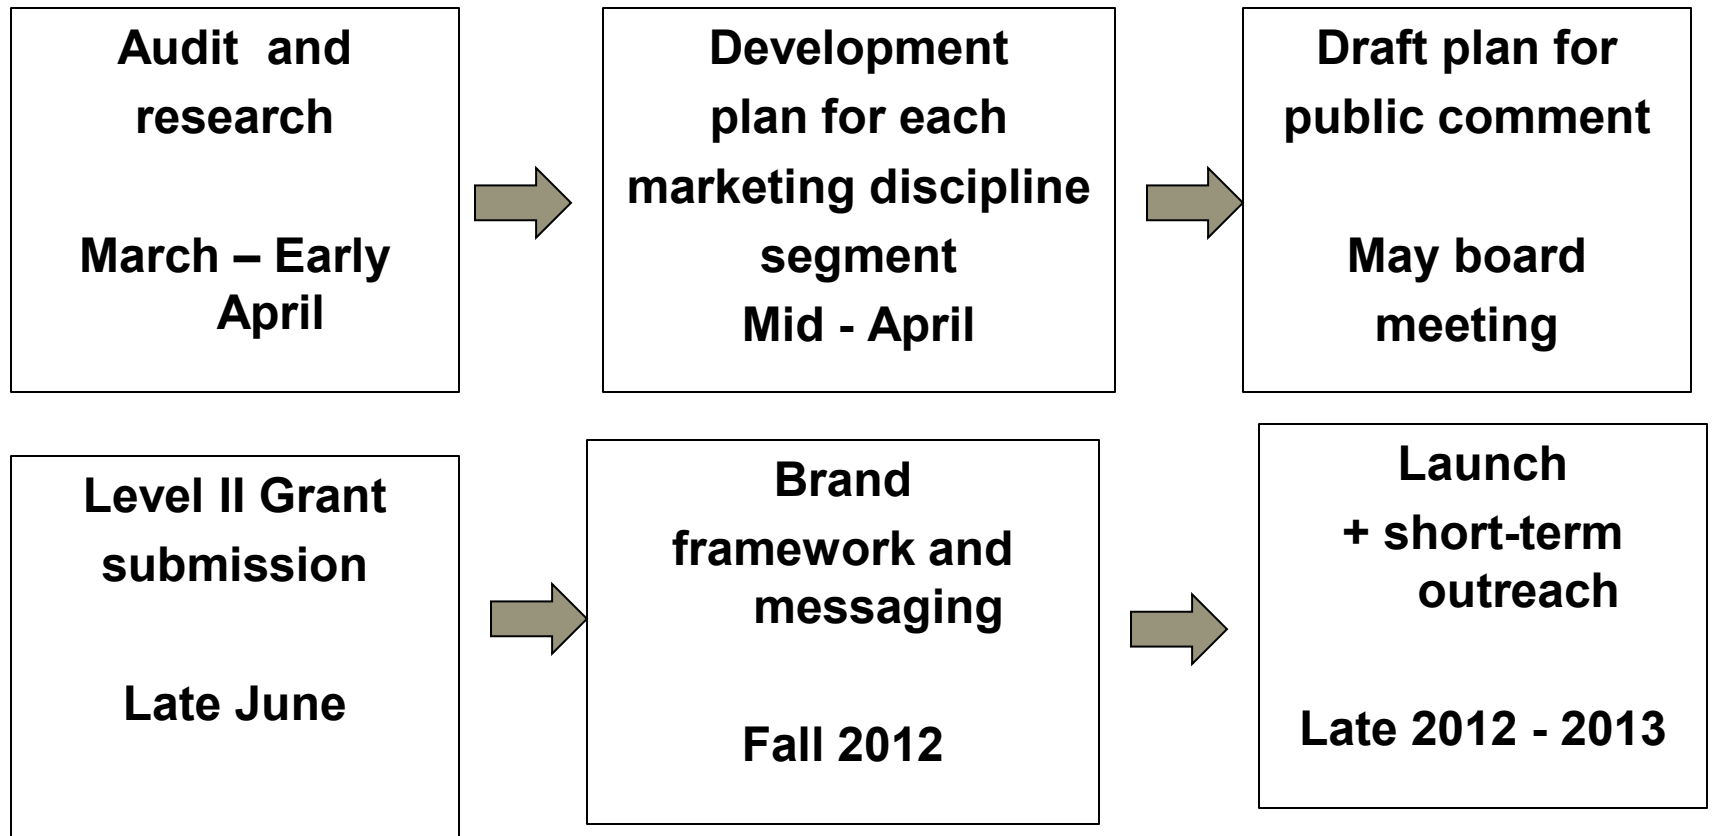 Audit and
research
March – Early
April
Development
plan for each
marketing discipline
segment
Mid - April
Draft plan for
public comment
May board
meeting
Level II Grant
submission
Late June
Brand
framework and
messaging
Fall 2012
Launch
+ short-term
outreach
Late 2012 - 2013